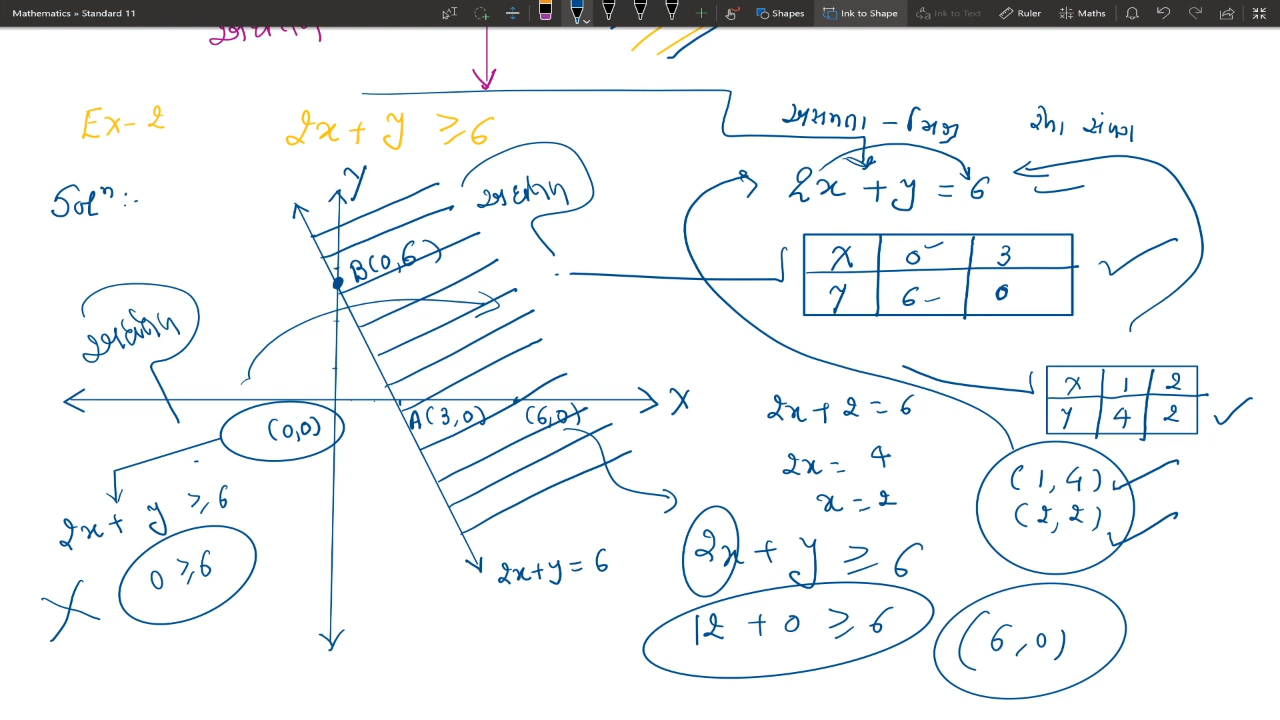 Mathematics » Standard 11
Shapes
Ink to Shape
Ink to Text
Ruler
Maths
Ex-2
2x + y ≥ 6
Solⁿ:-
Y
B(0,6)
X
A(3,0)
(6,0)
(0,0)
2x + y ≥ 6
0 ≥ 6
2x+y = 6
2x + y = 6
X 0 3
Y 6 0
X 1 2
Y 4 2
2x + 2 = 6
2x = 4
x = 2
(1,4)
(2,2)
2x + y ≥ 6
12 + 0 ≥ 6
(6,0)